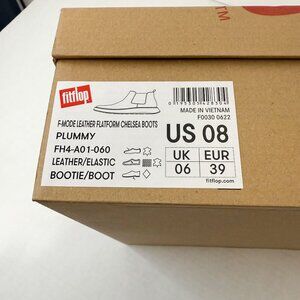 TM
fitflop
F-MODE LEATHER FLATFORM CHELSEA BOOTS
PLUMMY
FH4-A01-060
LEATHER/ELASTIC
BOOTIE/BOOT
MADE IN VIETNAM
F0030 0622
US 08
UK EUR
06 39
fitflop.com